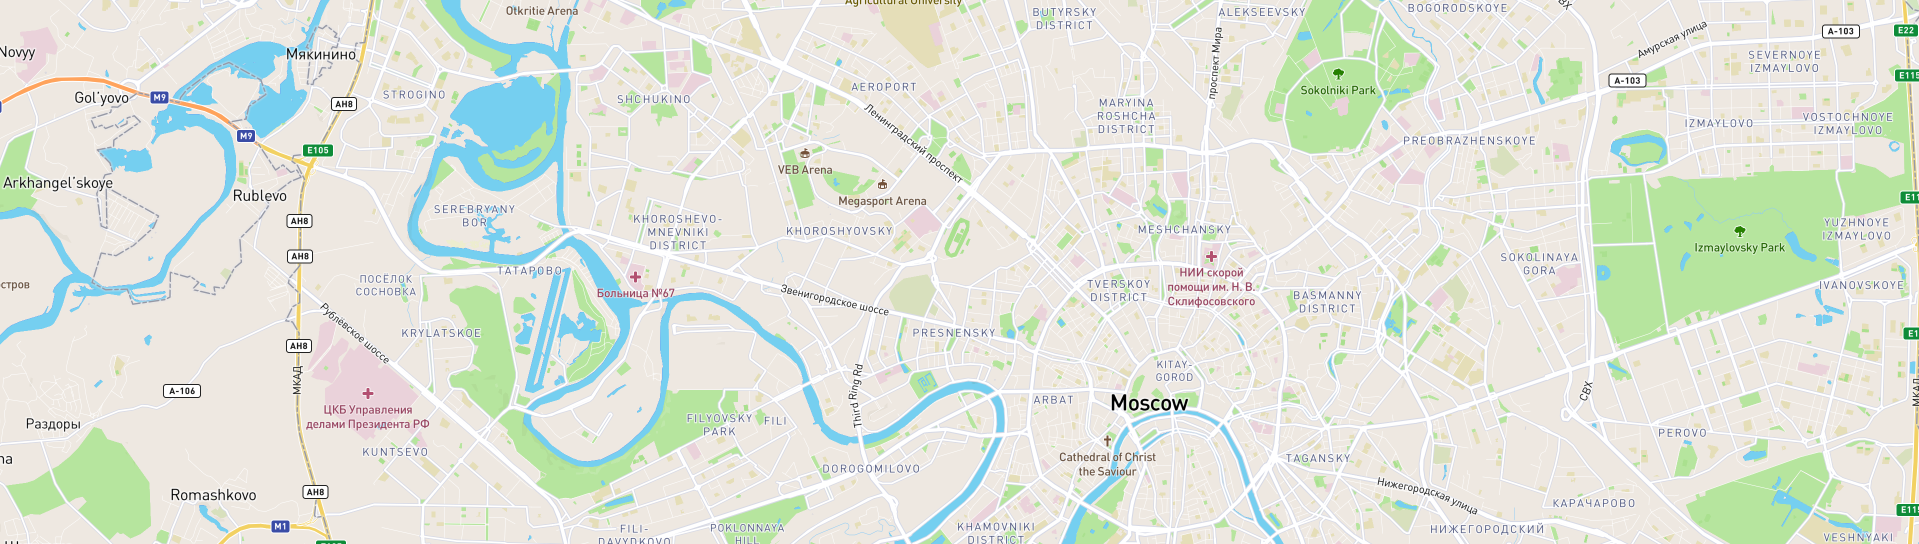 Otkritie Arena
Agricultural University
BUTYRSKY
DISTRICT
ALEKSEEVSKY
BOGORODSKOYE
СВХ
Novyy
Мякинино
A-103
E22
Амурская улица
проспект Мира
SEVERNOYE
IZMAYLOVO
E115
A-103
Sokolniki Park
Gol'yovo
M9
AH8
STROGINO
SHCHUKINO
AEROPORT
MARYINA
ROSHCHA
DISTRICT
Ленинградский проспект
M9
E105
IZMAYLOVO
VOSTOCHNOYE
IZMAYLOVO
PREOBRAZHENSKOYE
VEB Arena
Megasport Arena
Arkhangel'skoye
Rublevo
AH8
SEREBRYANY
BOR
KHOROSHEVO-
MNEVNIKI
DISTRICT
KHOROSHYOVSKY
MESHCHANSKY
YUZHNOYE
IZMAYLOVO
Izmaylovsky Park
AH8
ТАТАРОВО
ПОСЁЛОК
СОСНОВКА
Больница №67
Звенигородское шоссе
TVERSKOY
DISTRICT
НИИ скорой
помощи им. Н. В.
Склифосовского
BASMANNY
DISTRICT
SOKOLINAYA
GORA
IVANOVSKOYE
остров
Рублёвское шоссе
KRYLATSKOE
PRESNENSKY
AH8
МКАД
A-106
ЦКБ Управления
делами Президента РФ
Third Ring Rd
KITAY-
GOROD
Moscow
ARBAT
СВХ
МКАД
FILYOVSKY
PARK
FILI
Раздоры
KUNTSEVO
DOROGOMILOVO
Cathedral of Christ
the Saviour
TAGANSKY
PEROVO
Romashkovo
AH8
M1
FILI-
DAVYDKOVO
POKLONNAYA
HILL
KHAMOVNIKI
DISTRICT
Нижегородская улица
НИЖЕГОРОДСКИЙ
КАРАЧАРОВО
E115
VESHNYAKI